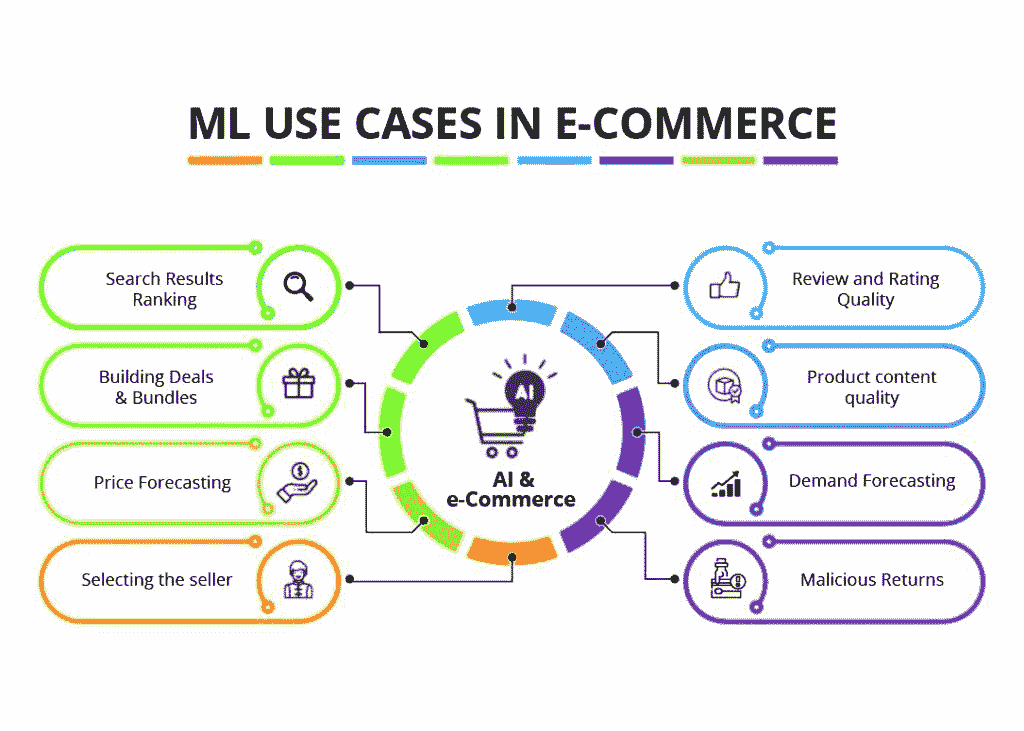 ML USE CASES IN E-COMMERCE
Search Results
Ranking
Building Deals
& Bundles
Price Forecasting
Selecting the seller
AI
AI &
e-Commerce
Review and Rating
Quality
Product content
quality
Demand Forecasting
Malicious Returns